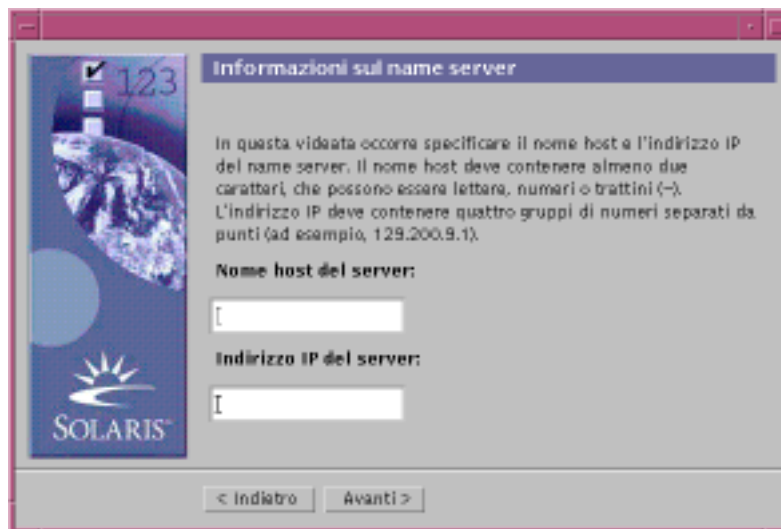 123
Informazioni sul name server
In questa videata occorre specificare il nome host e l'indirizzo IP
del name server. Il nome host deve contenere almeno due
caratteri, che possono essere lettere, numeri o trattini (-).
L'indirizzo IP deve contenere quattro gruppi di numeri separati da
punti (ad esempio, 129.200.9.1).
Nome host del server:
Indirizzo IP del server:
SOLARIS™
< Indietro
Avanti >